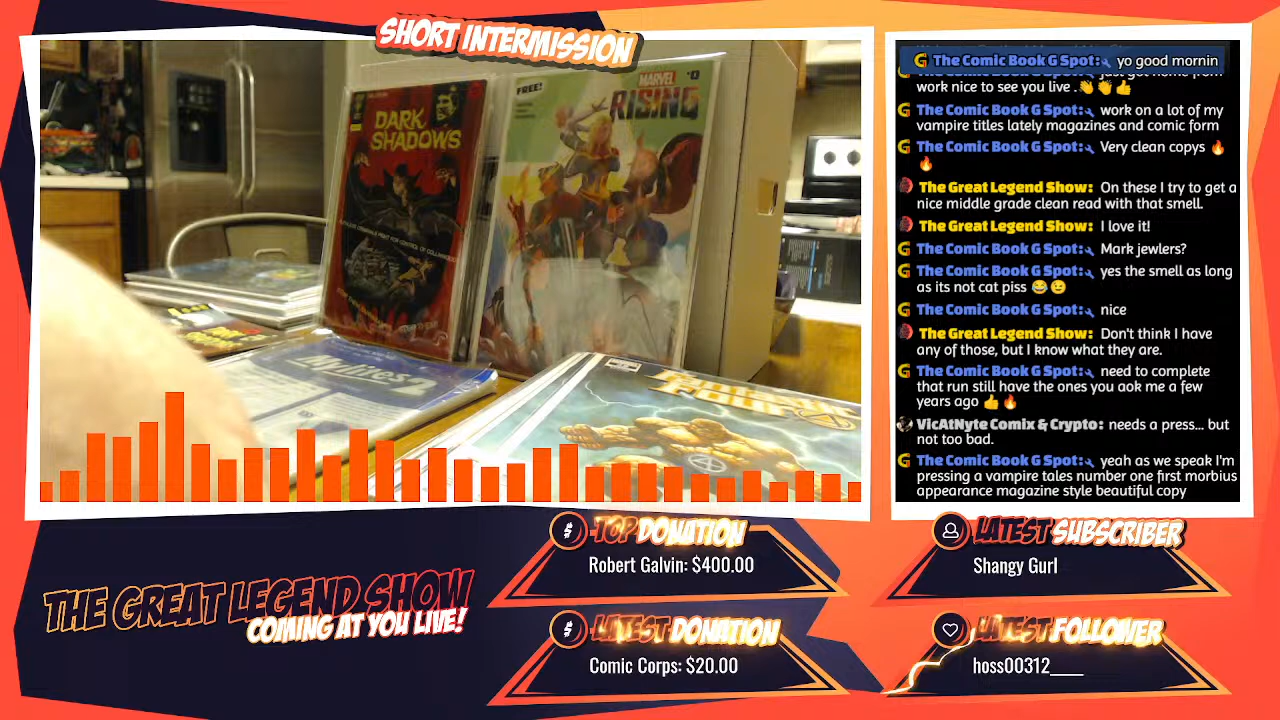 SHORT INTERMISSION
DARK
SHADOWS
FREE!
MARVEL
RISING
#0
The Comic Book G Spot: yo good mornin
work nice to see you live .👋👋👍
The Comic Book G Spot: work on a lot of my
vampire titles lately magazines and comic form
The Comic Book G Spot: Very clean copys 🔥
🔥
The Great Legend Show: On these I try to get a
nice middle grade clean read with that smell.
The Great Legend Show: I love it!
The Comic Book G Spot: Mark jewlers?
The Comic Book G Spot: yes the smell as long
as its not cat piss 😂😉
The Comic Book G Spot: nice
The Great Legend Show: Don't think I have
any of those, but I know what they are.
The Comic Book G Spot: need to complete
that run still have the ones you aok me a few
years ago 👍🔥
VicAtNyte Comix & Crypto: needs a press... but
not too bad.
The Comic Book G Spot: yeah as we speak I'm
pressing a vampire tales number one first morbius
appearance magazine style beautiful copy
THE GREAT LEGEND SHOW
COMING AT YOU LIVE!
TOP DONATION
Robert Galvin: $400.00
LATEST SUBSCRIBER
Shangy Gurl
LATEST DONATION
Comic Corps: $20.00
LATEST FOLLOWER
hoss00312____